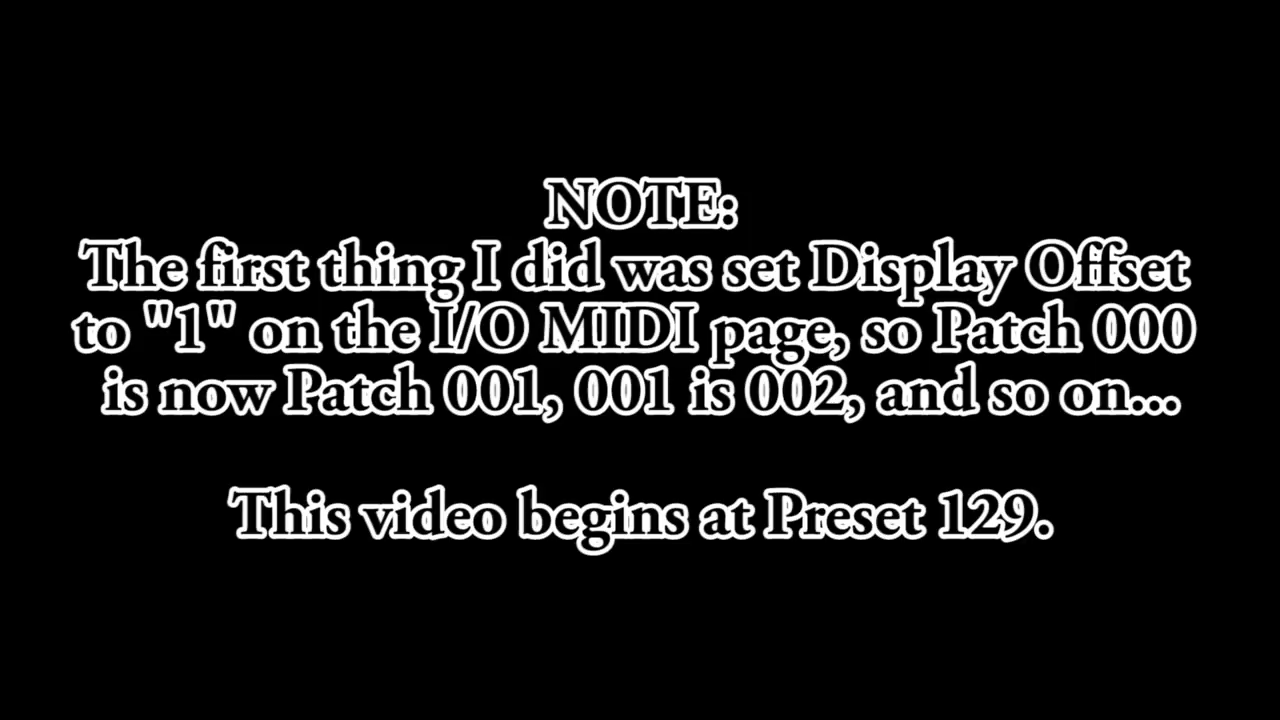 NOTE:
The first thing I did was set Display Offset
to "1" on the I/O MIDI page, so Patch 000
is now Patch 001, 001 is 002, and so on...
This video begins at Preset 129.